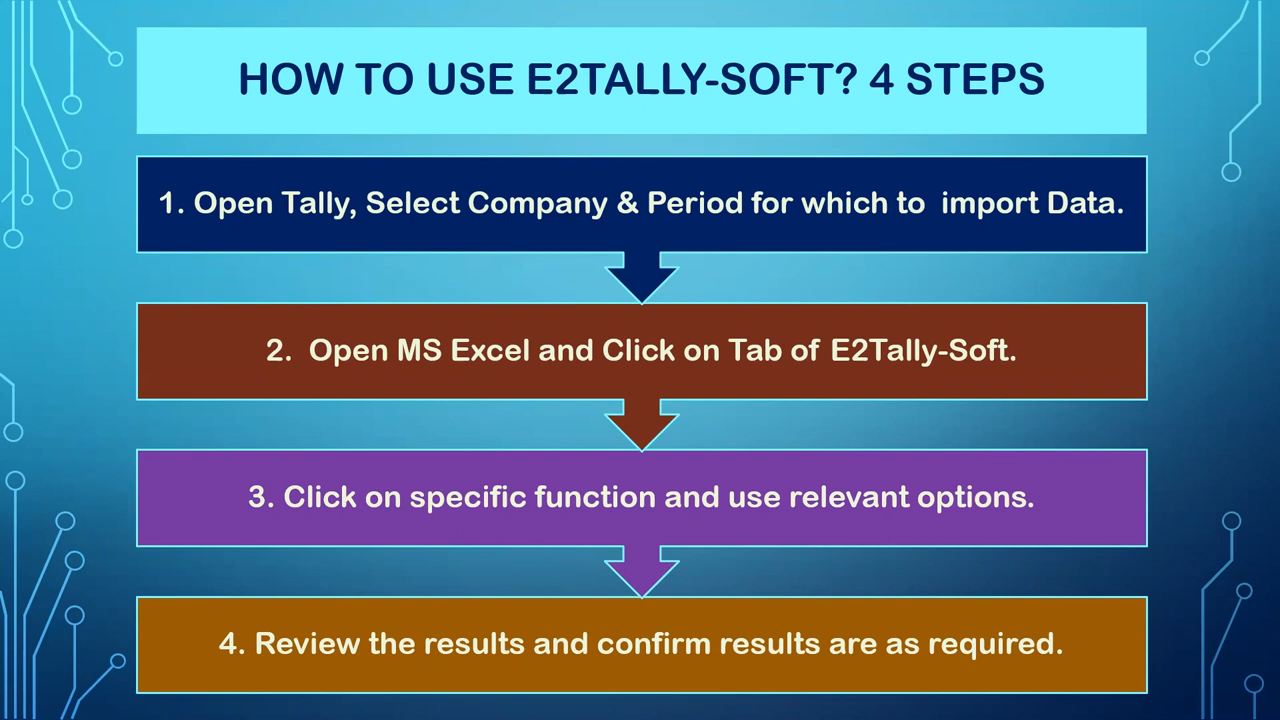 HOW TO USE E2TALLY-SOFT? 4 STEPS
1. Open Tally, Select Company & Period for which to  import Data.
2.  Open MS Excel and Click on Tab of E2Tally-Soft.
3. Click on specific function and use relevant options.
4. Review the results and confirm results are as required.